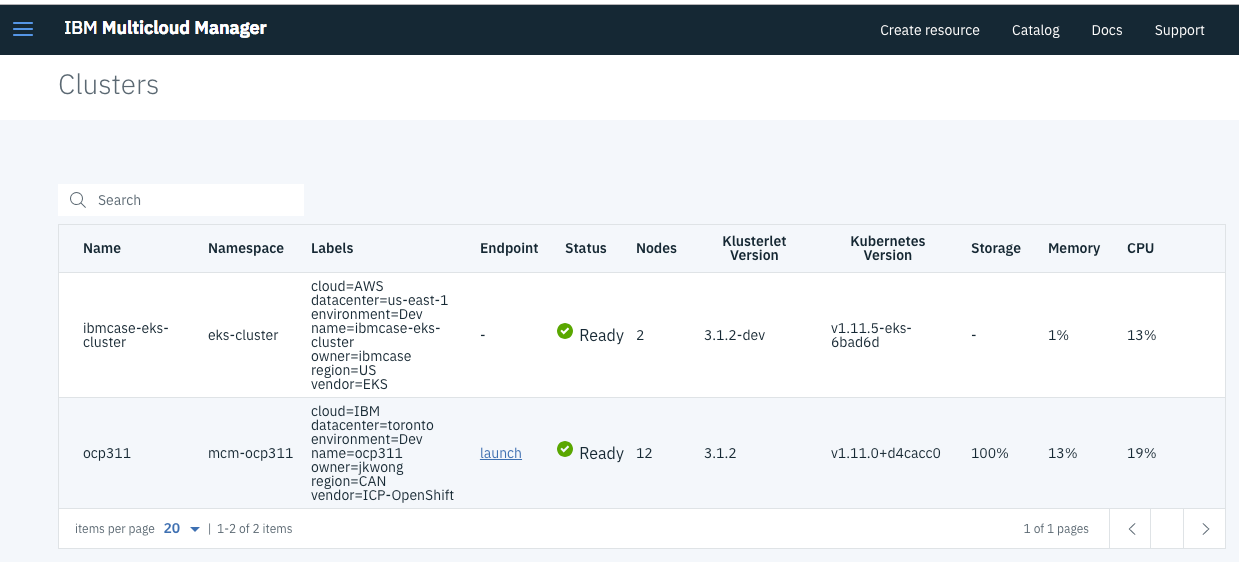 IBM Multicloud Manager
Create resource Catalog Docs Support
Clusters
Search
Name Namespace Labels Endpoint Status Nodes Klusterlet Version Kubernetes Version Storage Memory CPU
ibmcase-eks-
cluster
eks-cluster
cloud=AWS
datacenter=us-east-1
environment=Dev
name=ibmcase-eks-
cluster
owner=ibmcase
region=US
vendor=EKS
-
Ready
2
3.1.2-dev
v1.11.5-eks-
6bad6d
-
1%
13%
ocp311
mcm-ocp311
cloud=IBM
datacenter=toronto
environment=Dev
name=ocp311
owner=jkwong
region=CAN
vendor=ICP-OpenShift
launch
Ready
12
3.1.2
v1.11.0+d4cacc0
100%
13%
19%
items per page 20 | 1-2 of 2 items
1 of 1 pages